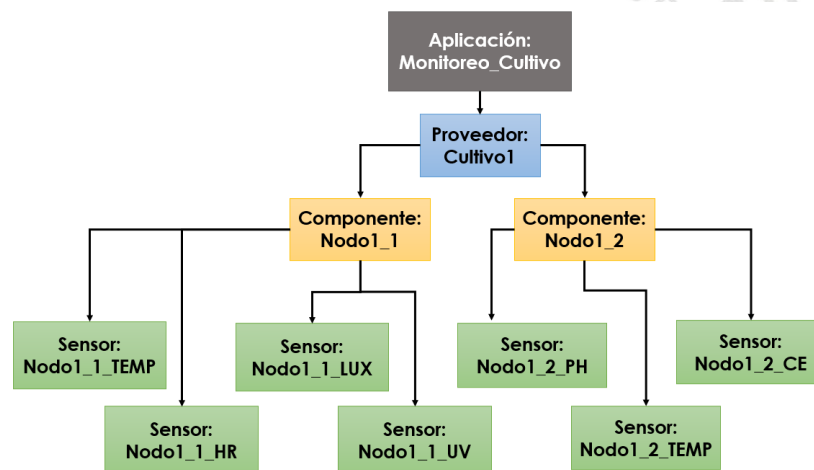 Aplicación:
Monitoreo_Cultivo
Proveedor:
Cultivo1
Componente:
Nodo1_1
Componente:
Nodo1_2
Sensor:
Nodo1_1_TEMP
Sensor:
Nodo1_1_LUX
Sensor:
Nodo1_2_PH
Sensor:
Nodo1_2_CE
Sensor:
Nodo1_1_HR
Sensor:
Nodo1_1_UV
Sensor:
Nodo1_2_TEMP